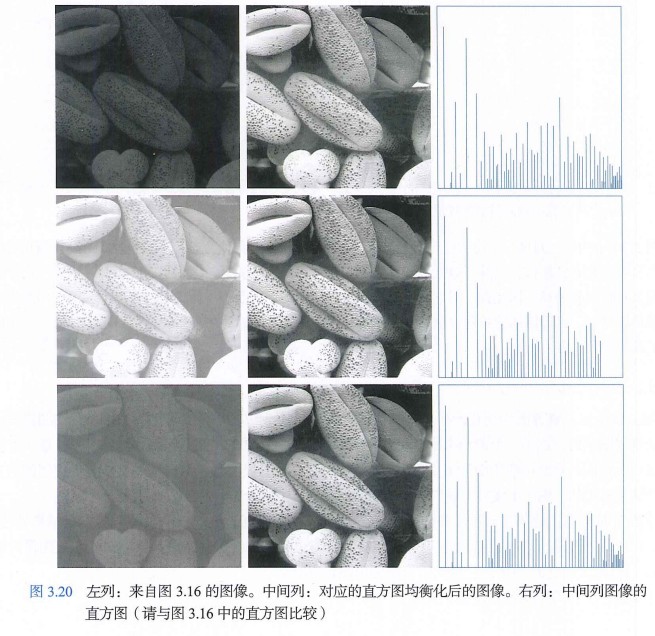 图 3.20 左列：来自图 3.16 的图像。中间列：对应的直方图均衡化后的图像。右列：中间列图像的
直方图（请与图 3.16 中的直方图比较）